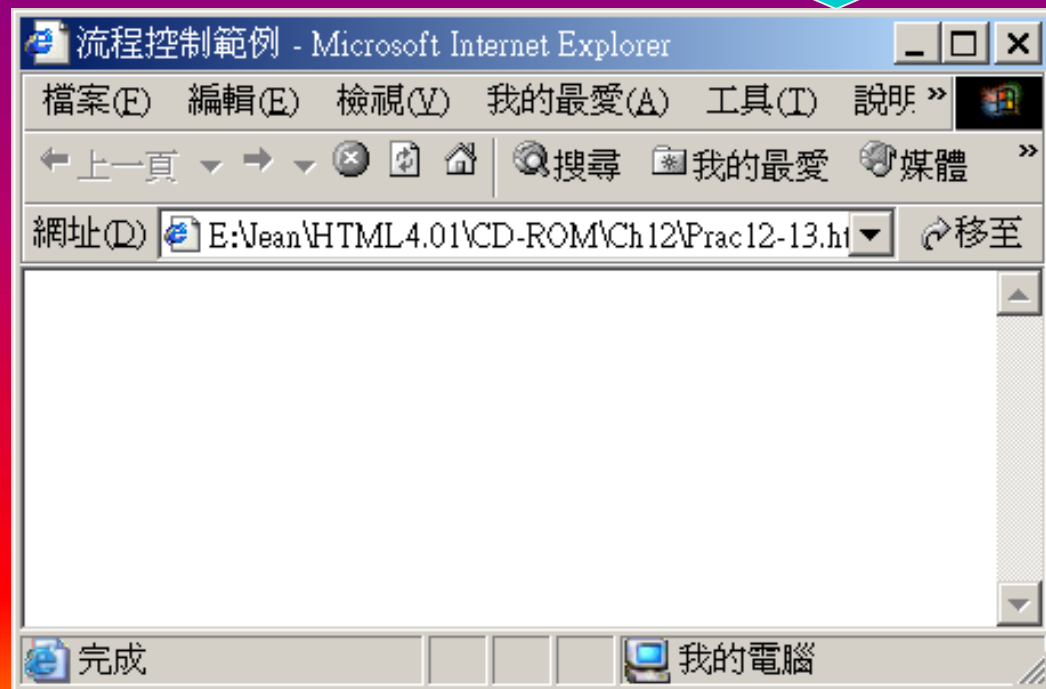 流程控制範例 - Microsoft Internet Explorer
檔案(F) 編輯(E) 檢視(V) 我的最愛(A) 工具(T) 說明 »
上一頁 搜尋 我的最愛 媒體 »
網址(D) E:\Jean\HTML4.01\CD-ROM\Ch12\Prac12-13.ht 移至
完成 我的電腦